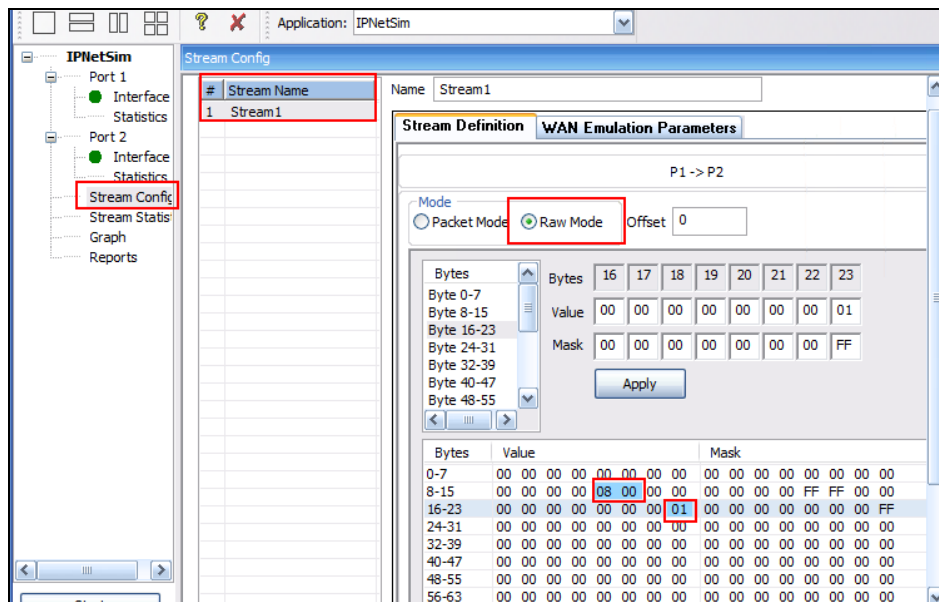 Application: IPNetSim
IPNetSim
Port 1
Interface
Statistics
Port 2
Interface
Statistics
Stream Config
Stream Statis
Graph
Reports
Stream Config
# Stream Name
1 Stream1
Name Stream1
Stream Definition WAN Emulation Parameters
P1 -> P2
Mode
Packet Mode Raw Mode Offset 0
Bytes
Byte 0-7
Byte 8-15
Byte 16-23
Byte 24-31
Byte 32-39
Byte 40-47
Byte 48-55
Bytes 16 17 18 19 20 21 22 23
Value 00 00 00 00 00 00 00 01
Mask 00 00 00 00 00 00 00 FF
Apply
Bytes Value Mask
0-7 00 00 00 00 00 00 00 00 00 00 00 00 00 00 00 00
8-15 00 00 00 00 08 00 00 00 00 00 00 00 FF FF 00 00
16-23 00 00 00 00 00 00 00 01 00 00 00 00 00 00 00 FF
24-31 00 00 00 00 00 00 00 00 00 00 00 00 00 00 00 00
32-39 00 00 00 00 00 00 00 00 00 00 00 00 00 00 00 00
40-47 00 00 00 00 00 00 00 00 00 00 00 00 00 00 00 00
48-55 00 00 00 00 00 00 00 00 00 00 00 00 00 00 00 00
56-63 00 00 00 00 00 00 00 00 00 00 00 00 00 00 00 00